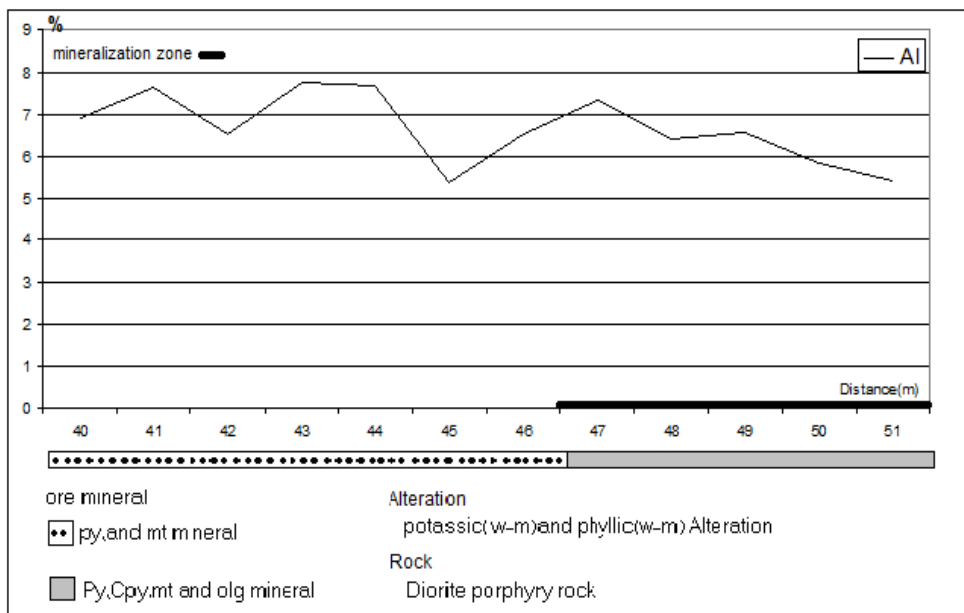 %
9
mineralization zone
Al
8
7
6
5
4
3
2
1
Distance(m)
0
40 41 42 43 44 45 46 47 48 49 50 51
ore mineral
py,and mt mineral
Py,Cpy,mt and olg mineral
Alteration
potassic(w-m)and phyllic(w-m) Alteration
Rock
Diorite porphyry rock